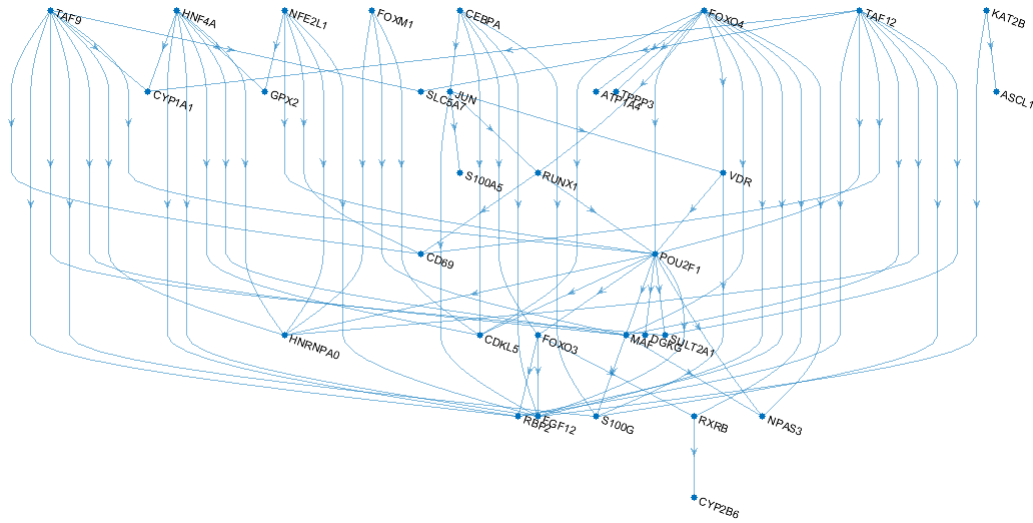 TAF9
HNF4A
NFE2L1
FOXM1
CEBPA
FOXO4
TAF12
KAT2B
CYP1A1
GPX2
SLC5A7
JUN
ATP1A4
TPPP3
ASCL1
S100A5
RUNX1
VDR
CD69
POU2F1
HNRNPA0
CDKL5
FOXO3
MAF
DGKG
SULT2A1
RBP2
FGF12
S100G
RXRB
NPAS3
CYP2B6